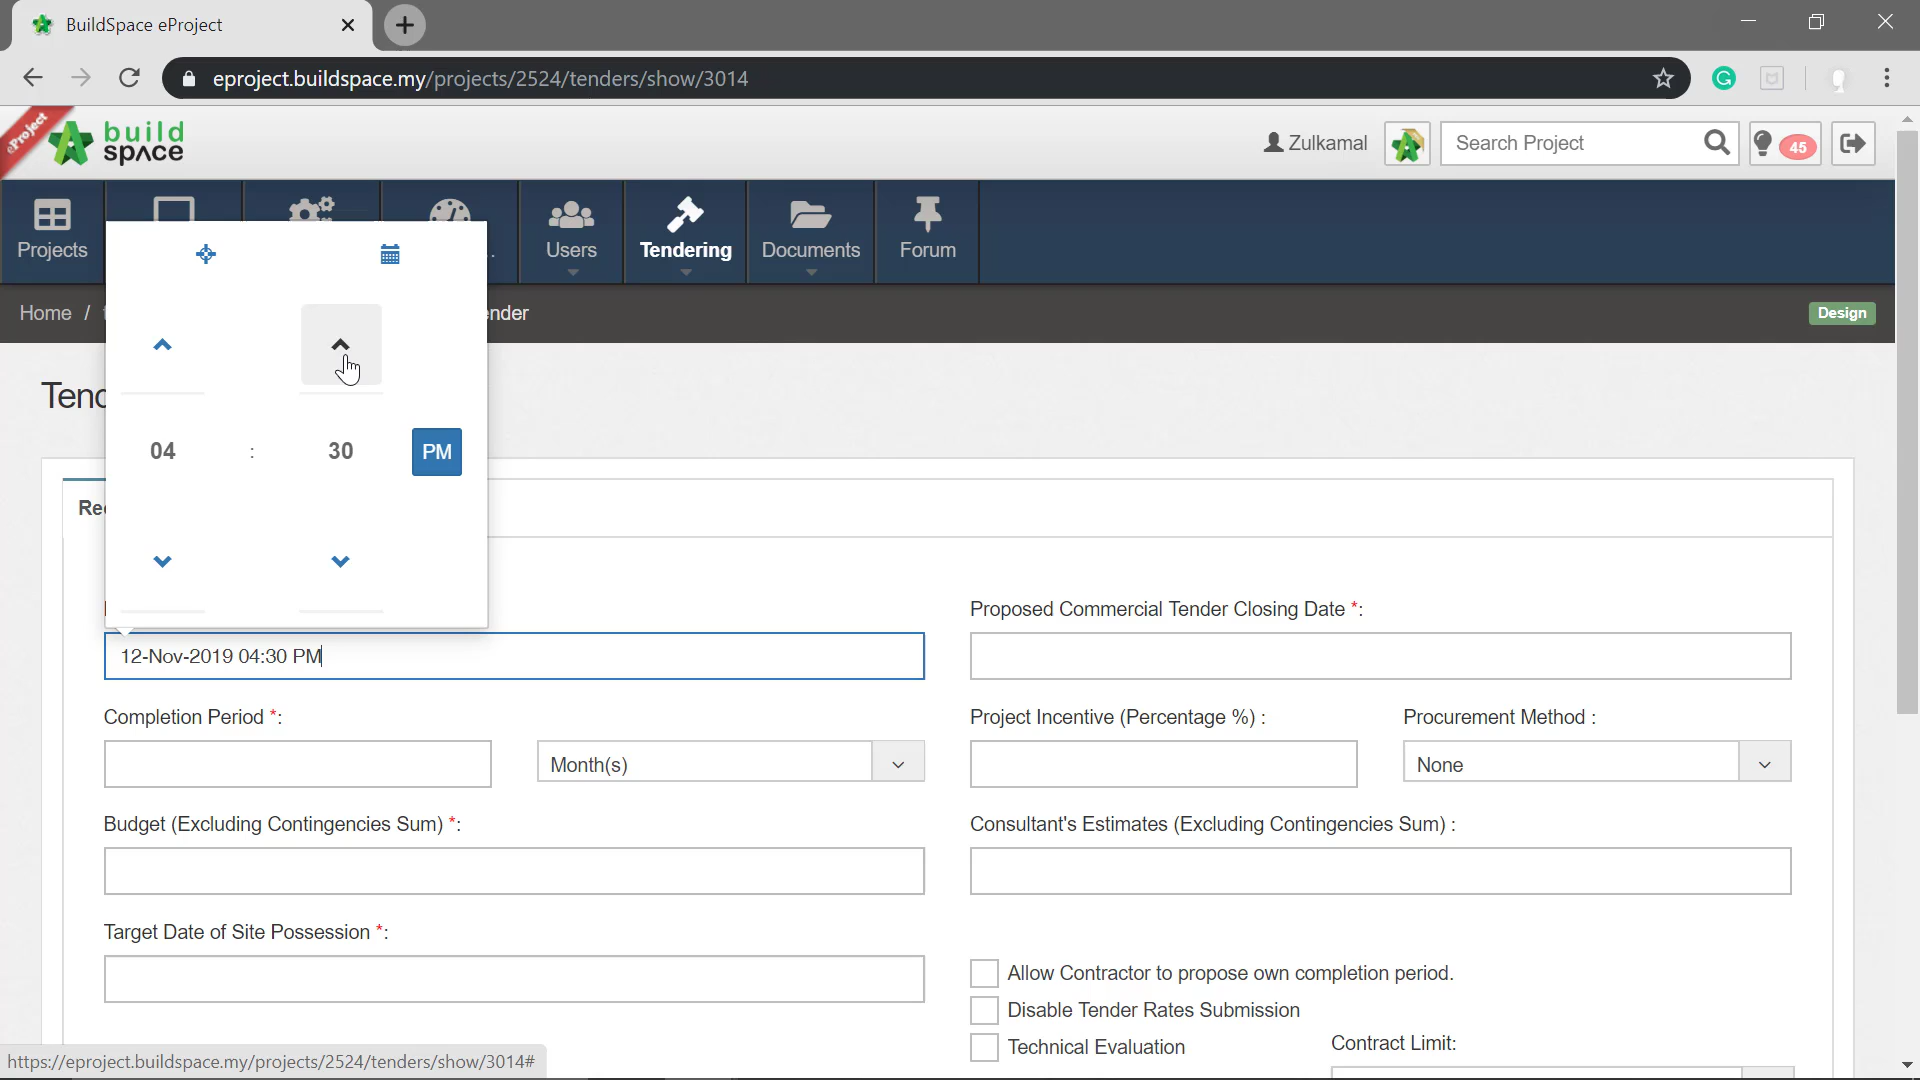 BuildSpace eProject
eproject.buildspace.my/projects/2524/tenders/show/3014
eProject
build
space
Zulkamal
Search Project
45
Projects
Users
Tendering
Documents
Forum
Home /
ender
Design
Tend
04 : 30 PM
Rec
12-Nov-2019 04:30 PM
Proposed Commercial Tender Closing Date *:
Completion Period *:
Month(s)
Project Incentive (Percentage %) :
Procurement Method :
None
Budget (Excluding Contingencies Sum) *:
Consultant's Estimates (Excluding Contingencies Sum) :
Target Date of Site Possession *:
Allow Contractor to propose own completion period.
Disable Tender Rates Submission
Technical Evaluation
Contract Limit:
https://eproject.buildspace.my/projects/2524/tenders/show/3014#